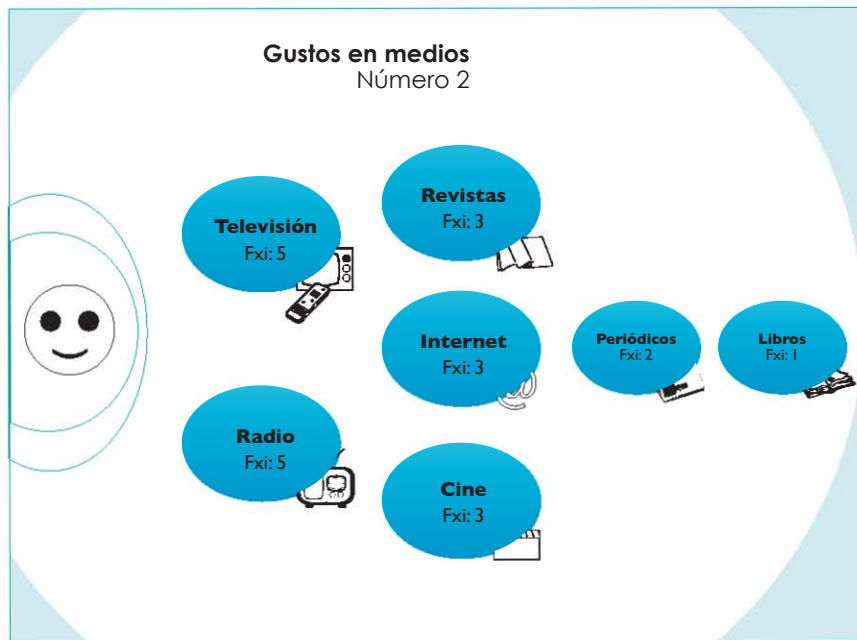 Gustos en medios
Número 2
Televisión
Fxi: 5
Revistas
Fxi: 3
Internet
Fxi: 3
Periódicos
Fxi: 2
Libros
Fxi: 1
Radio
Fxi: 5
Cine
Fxi: 3